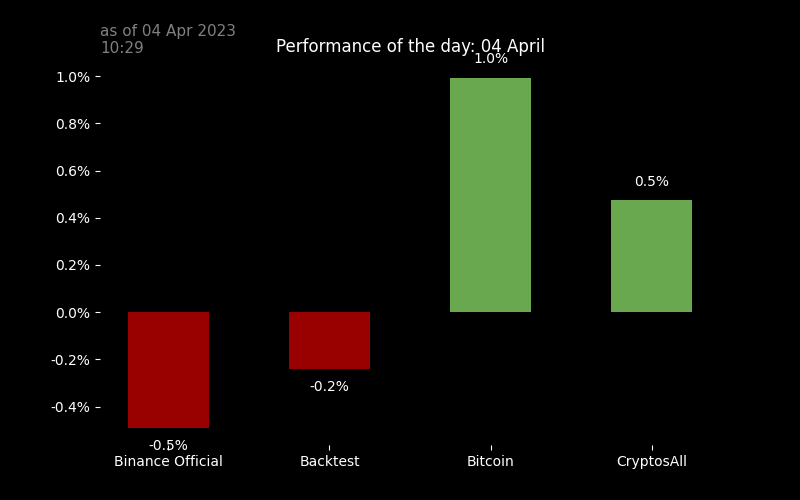 as of 04 Apr 2023
10:29
Performance of the day: 04 April
1.0%
1.0%
0.8%
0.6%
0.5%
0.4%
0.2%
0.0%
-0.2%
-0.2%
-0.4%
-0.5%
Binance Official
Backtest
Bitcoin
CryptosAll